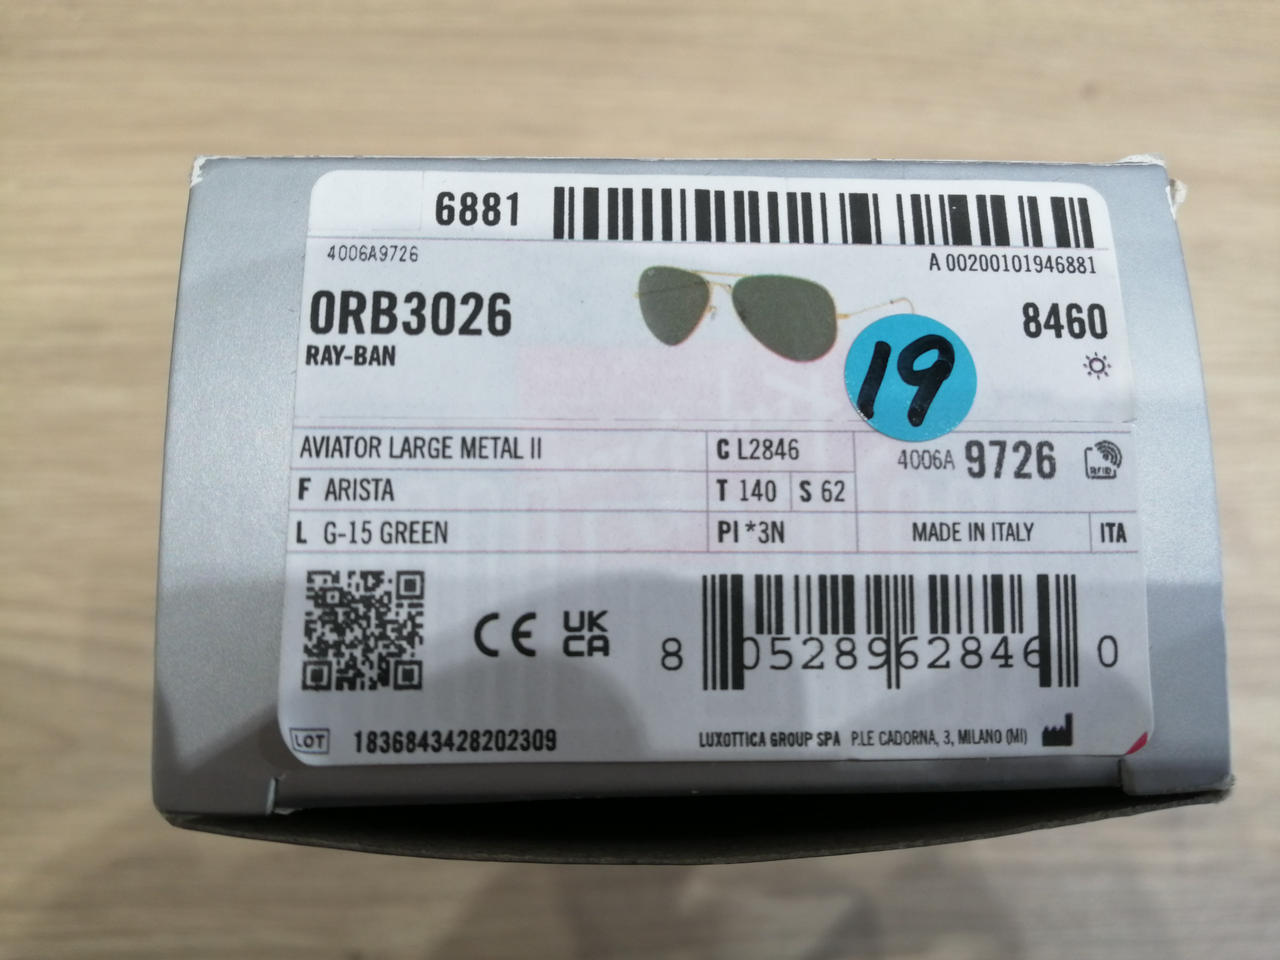 6881
4006A9726
A 00200101946881
0RB3026
8460
RAY-BAN
19
AVIATOR LARGE METAL II
C L2846
4006A 9726
RFID
F ARISTA
T 140
S 62
L G-15 GREEN
PI *3N
MADE IN ITALY
ITA
CE
UK
CA
8 052896 28460
LOT
1836843428202309
LUXOTTICA GROUP SPA P.LE CADORNA, 3, MILANO (MI)